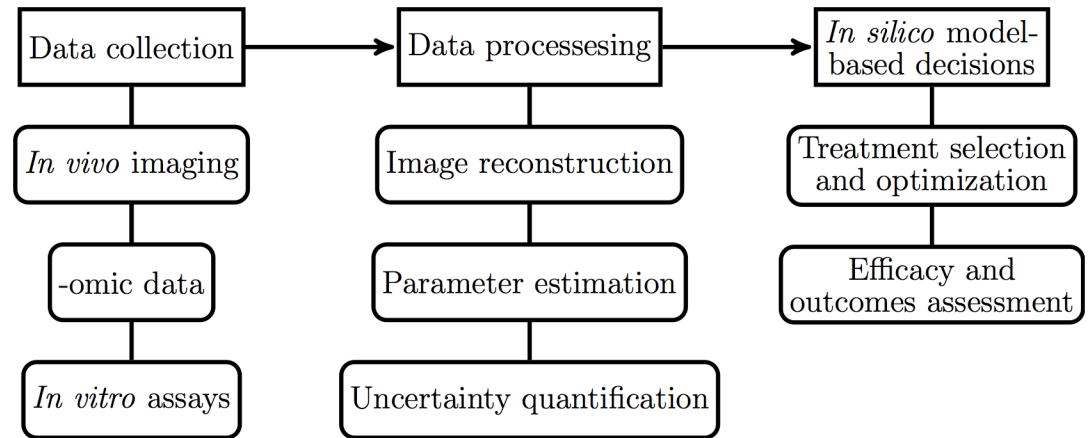 Data collection
Data processesing
In silico model-
based decisions
In vivo imaging
Image reconstruction
Treatment selection
and optimization
-omic data
Parameter estimation
Efficacy and
outcomes assessment
In vitro assays
Uncertainty quantification